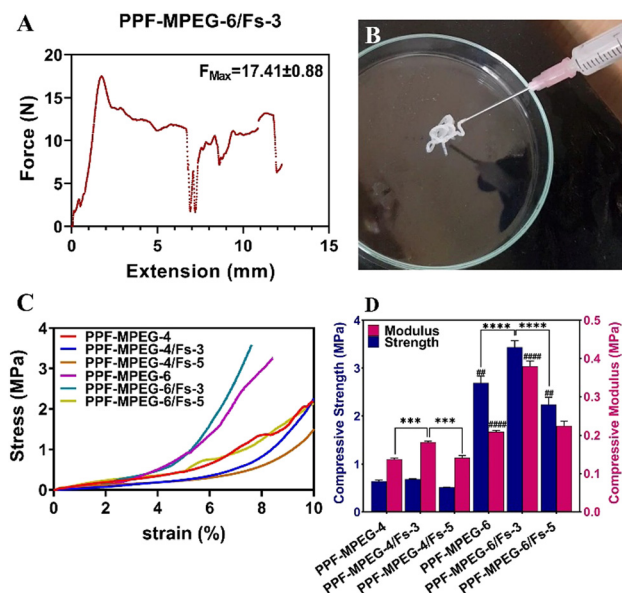 A
PPF-MPEG-6/Fs-3
F_Max=17.41±0.88
Force (N)
20
15
10
5
0
0
5
10
15
Extension (mm)
B
C
PPF-MPEG-4
PPF-MPEG-4/Fs-3
PPF-MPEG-4/Fs-5
PPF-MPEG-6
PPF-MPEG-6/Fs-3
PPF-MPEG-6/Fs-5
Stress (MPa)
4
3
2
1
0
0
2
4
6
8
10
strain (%)
D
Modulus
Strength
Compressive Strength (MPa)
4
3
2
1
0
Compressive Modulus (MPa)
0.5
0.4
0.3
0.2
0.1
0.0
***
***
****
****
##
####
####
##
PPF-MPEG-4
PPF-MPEG-4/Fs-3
PPF-MPEG-4/Fs-5
PPF-MPEG-6
PPF-MPEG-6/Fs-3
PPF-MPEG-6/Fs-5